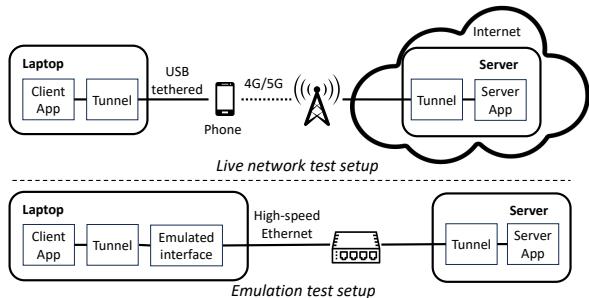 Internet
Laptop
Server
Client
App
Tunnel
USB
tethered
Phone
4G/5G
Tunnel
Server
App
Live network test setup
Laptop
Server
Client
App
Tunnel
Emulated
interface
High-speed
Ethernet
Tunnel
Server
App
Emulation test setup